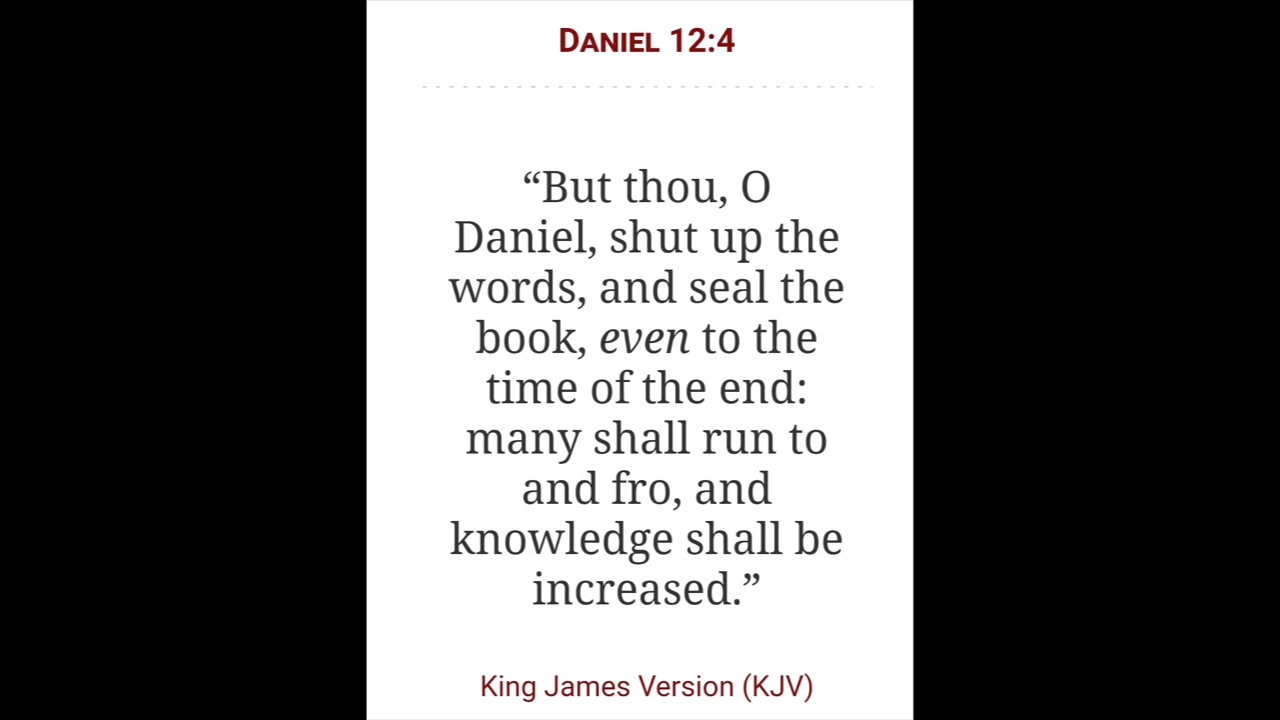 Daniel 12:4
“But thou, O
Daniel, shut up the
words, and seal the
book, even to the
time of the end:
many shall run to
and fro, and
knowledge shall be
increased.”
King James Version (KJV)